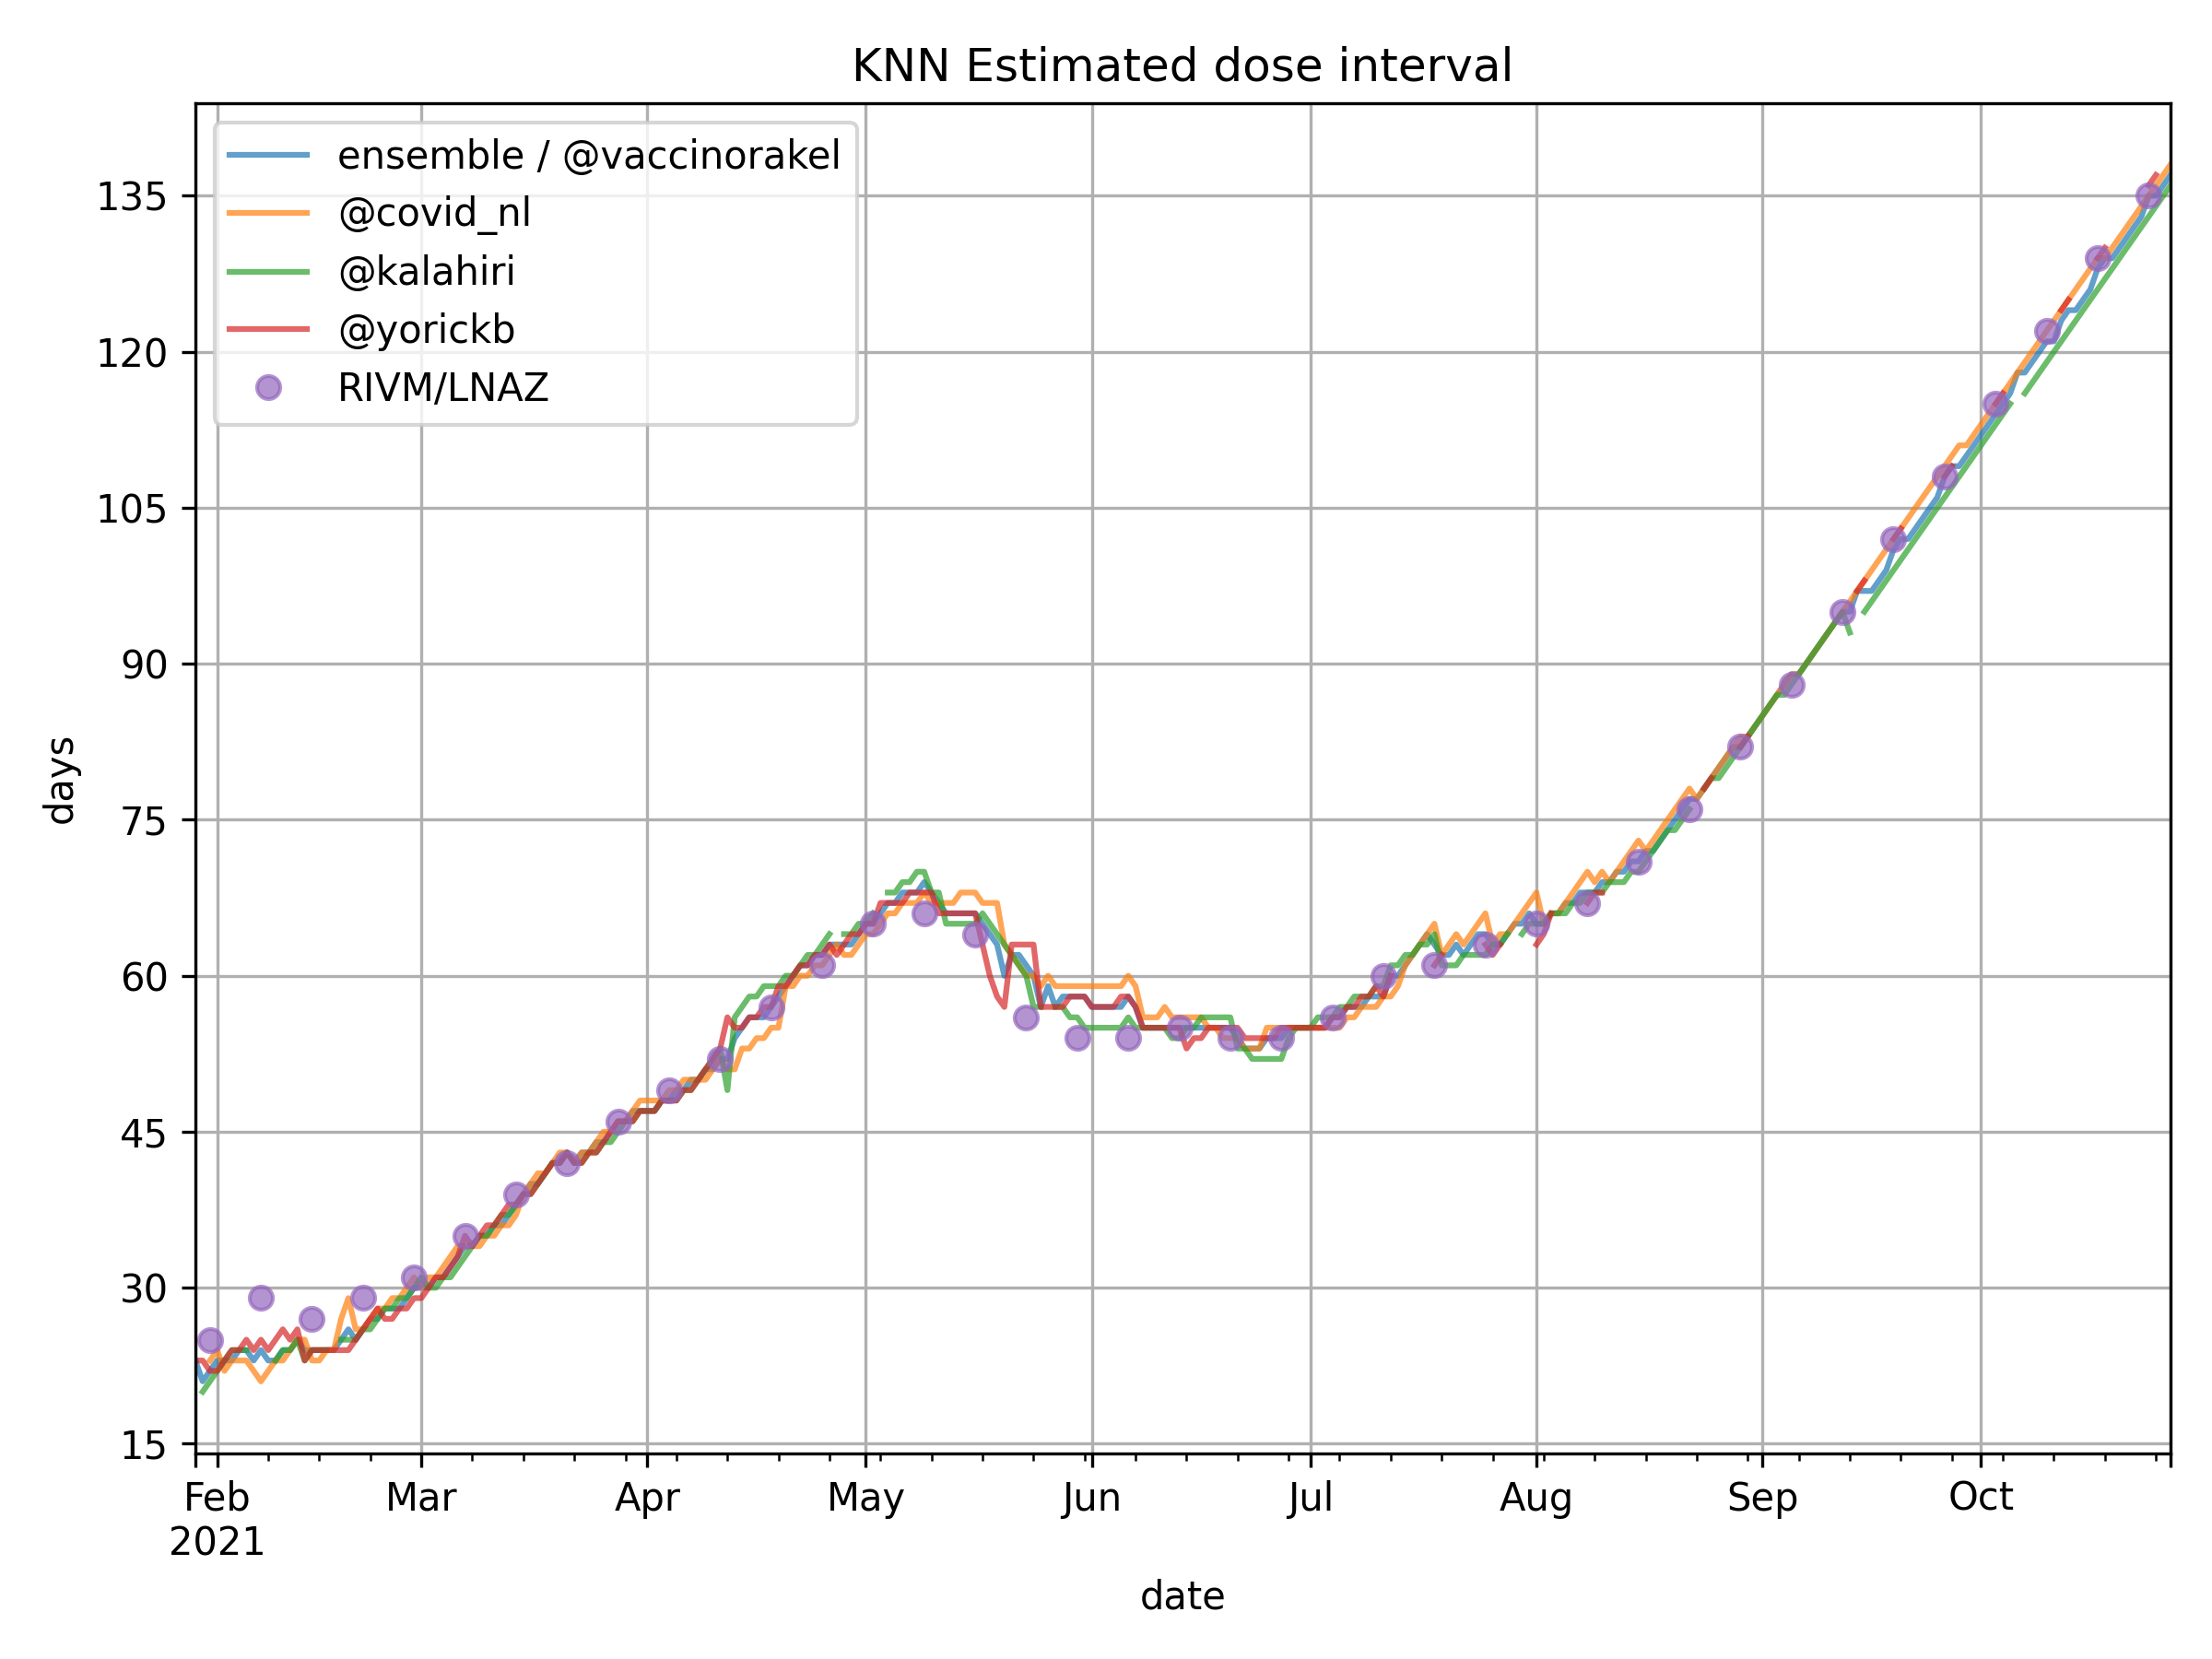 KNN Estimated dose interval
ensemble / @vaccinorakel
@covid_nl
@kalahiri
@yorickb
RIVM/LNAZ
135
120
105
90
75
60
45
30
15
days
Feb Mar Apr May Jun Jul Aug Sep Oct
2021
date